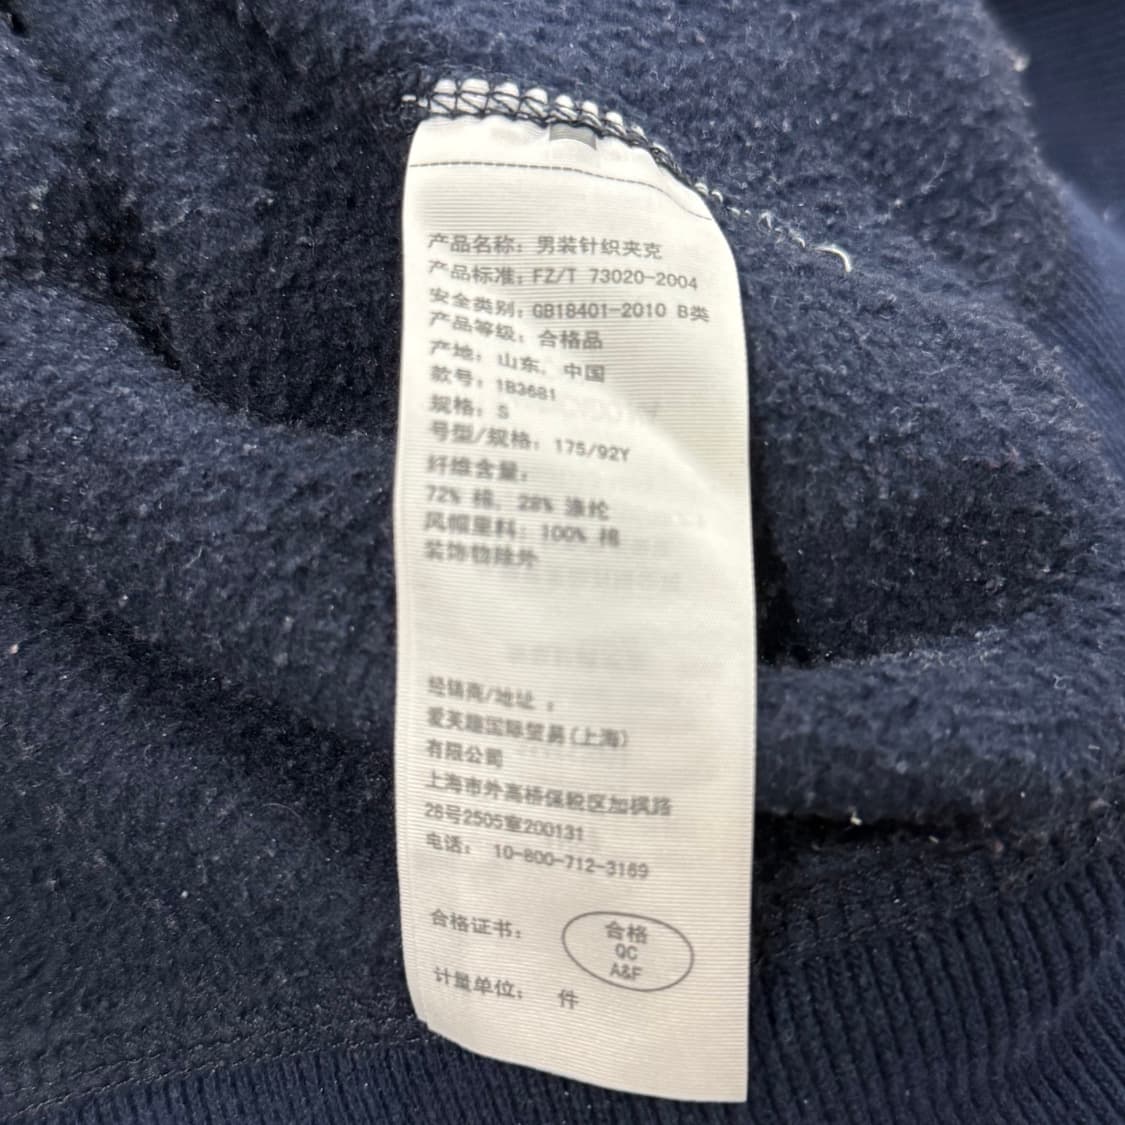 产品名称：男装针织夹克
产品标准：FZ/T 73020-2004
安全类别：GB18401-2010 B类
产品等级：合格品
产地：山东，中国
款号：183681
规格：S
号型/规格：175/92Y
纤维含量：
72% 棉，28% 涤纶
风帽里料：100% 棉
装饰物除外
经销商/地址：
爱芙趣国际贸易(上海)
有限公司
上海市外高桥保税区加枫路
26号2505室200131
电话： 10-800-712-3169
合格证书：
合格
QC
A&F
计量单位： 件